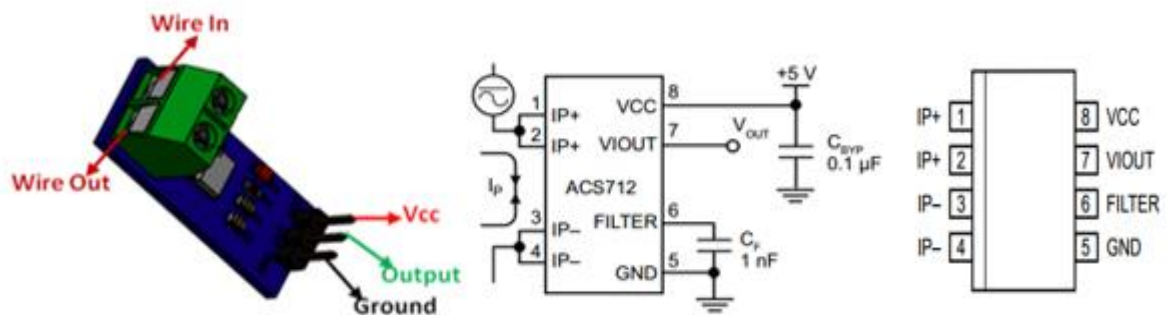 Wire In
Wire Out
Vcc
Output
Ground
1
IP+
2
IP+
IP
3
IP–
4
IP–
ACS712
VCC
8
VIOUT
7
FILTER
6
GND
5
+5 V
VOUT
CBYP
0.1 µF
CF
1 nF
IP+ 1
IP+ 2
IP– 3
IP– 4
8 VCC
7 VIOUT
6 FILTER
5 GND